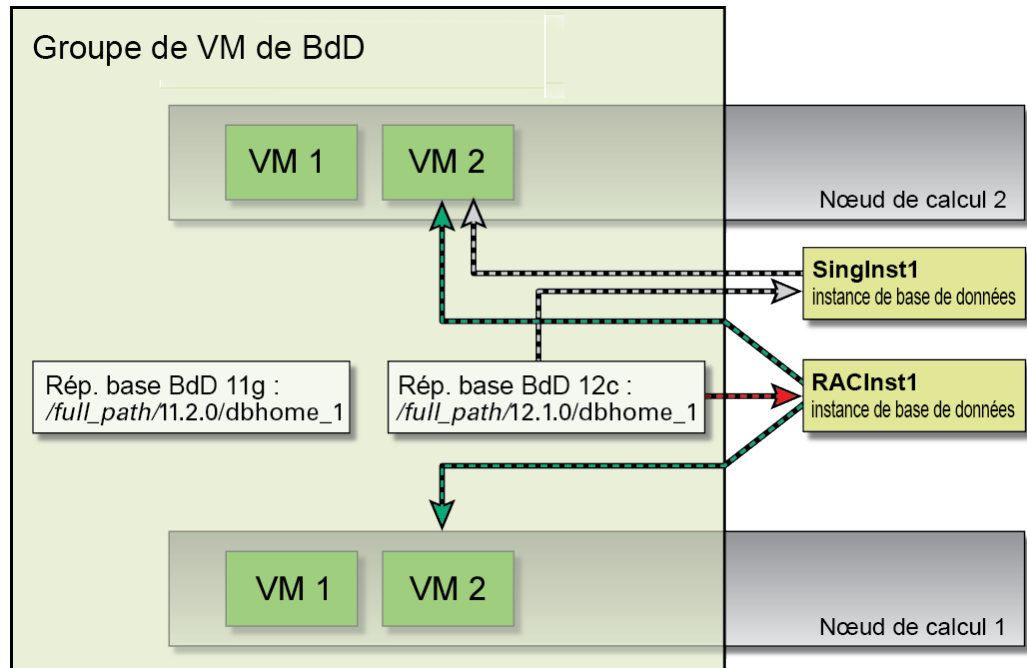 Groupe de VM de BdD
VM 1
VM 2
Nœud de calcul 2
SingInst1
instance de base de données
Rép. base BdD 11g :
/full_path/11.2.0/dbhome_1
Rép. base BdD 12c :
/full_path/12.1.0/dbhome_1
RACInst1
instance de base de données
VM 1
VM 2
Nœud de calcul 1